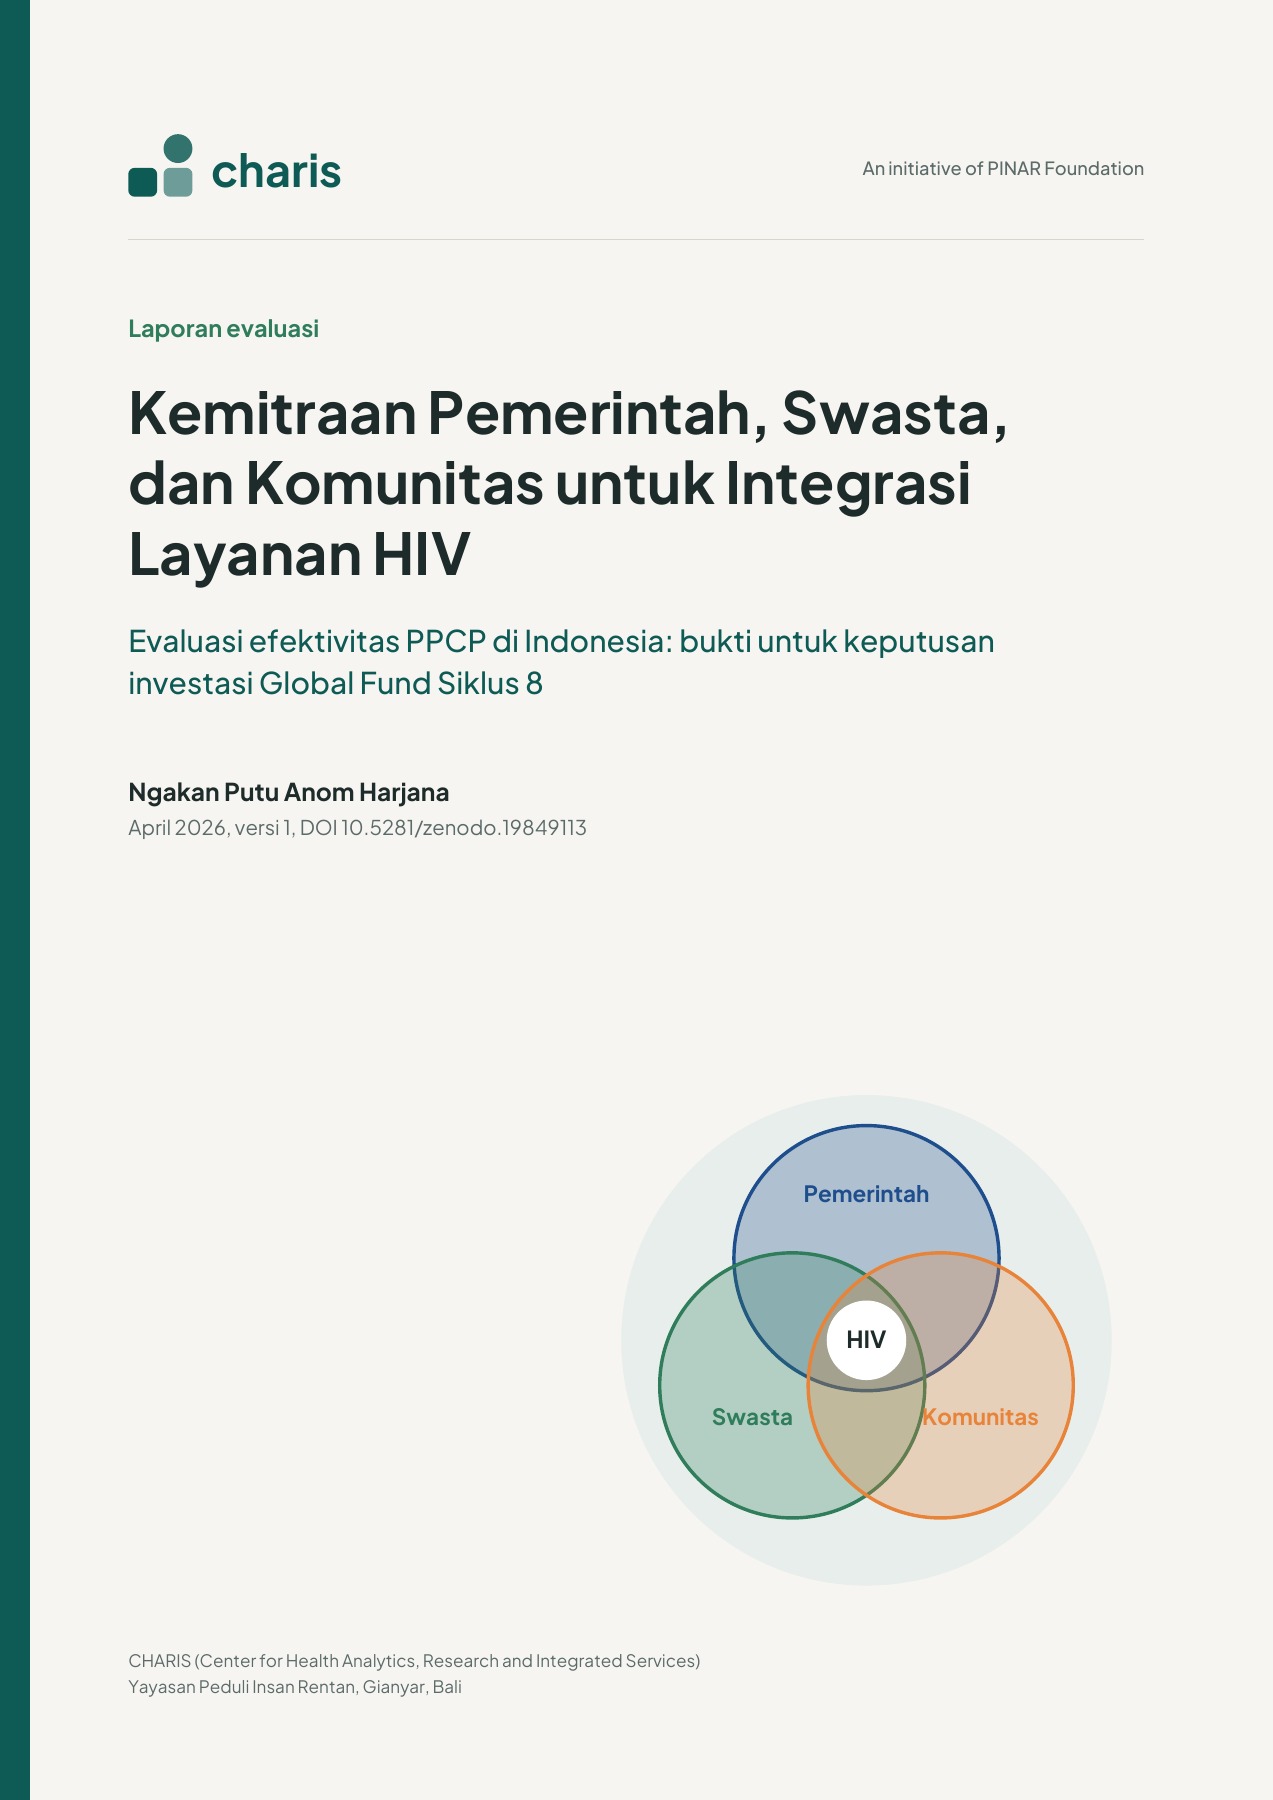 charis
An initiative of PINAR Foundation
Laporan evaluasi
Kemitraan Pemerintah, Swasta,
dan Komunitas untuk Integrasi
Layanan HIV
Evaluasi efektivitas PPCP di Indonesia: bukti untuk keputusan
investasi Global Fund Siklus 8
Ngakan Putu Anom Harjana
April 2026, versi 1, DOI 10.5281/zenodo.19849113
Pemerintah
HIV
Swasta
Komunitas
CHARIS (Center for Health Analytics, Research and Integrated Services)
Yayasan Peduli Insan Rentan, Gianyar, Bali